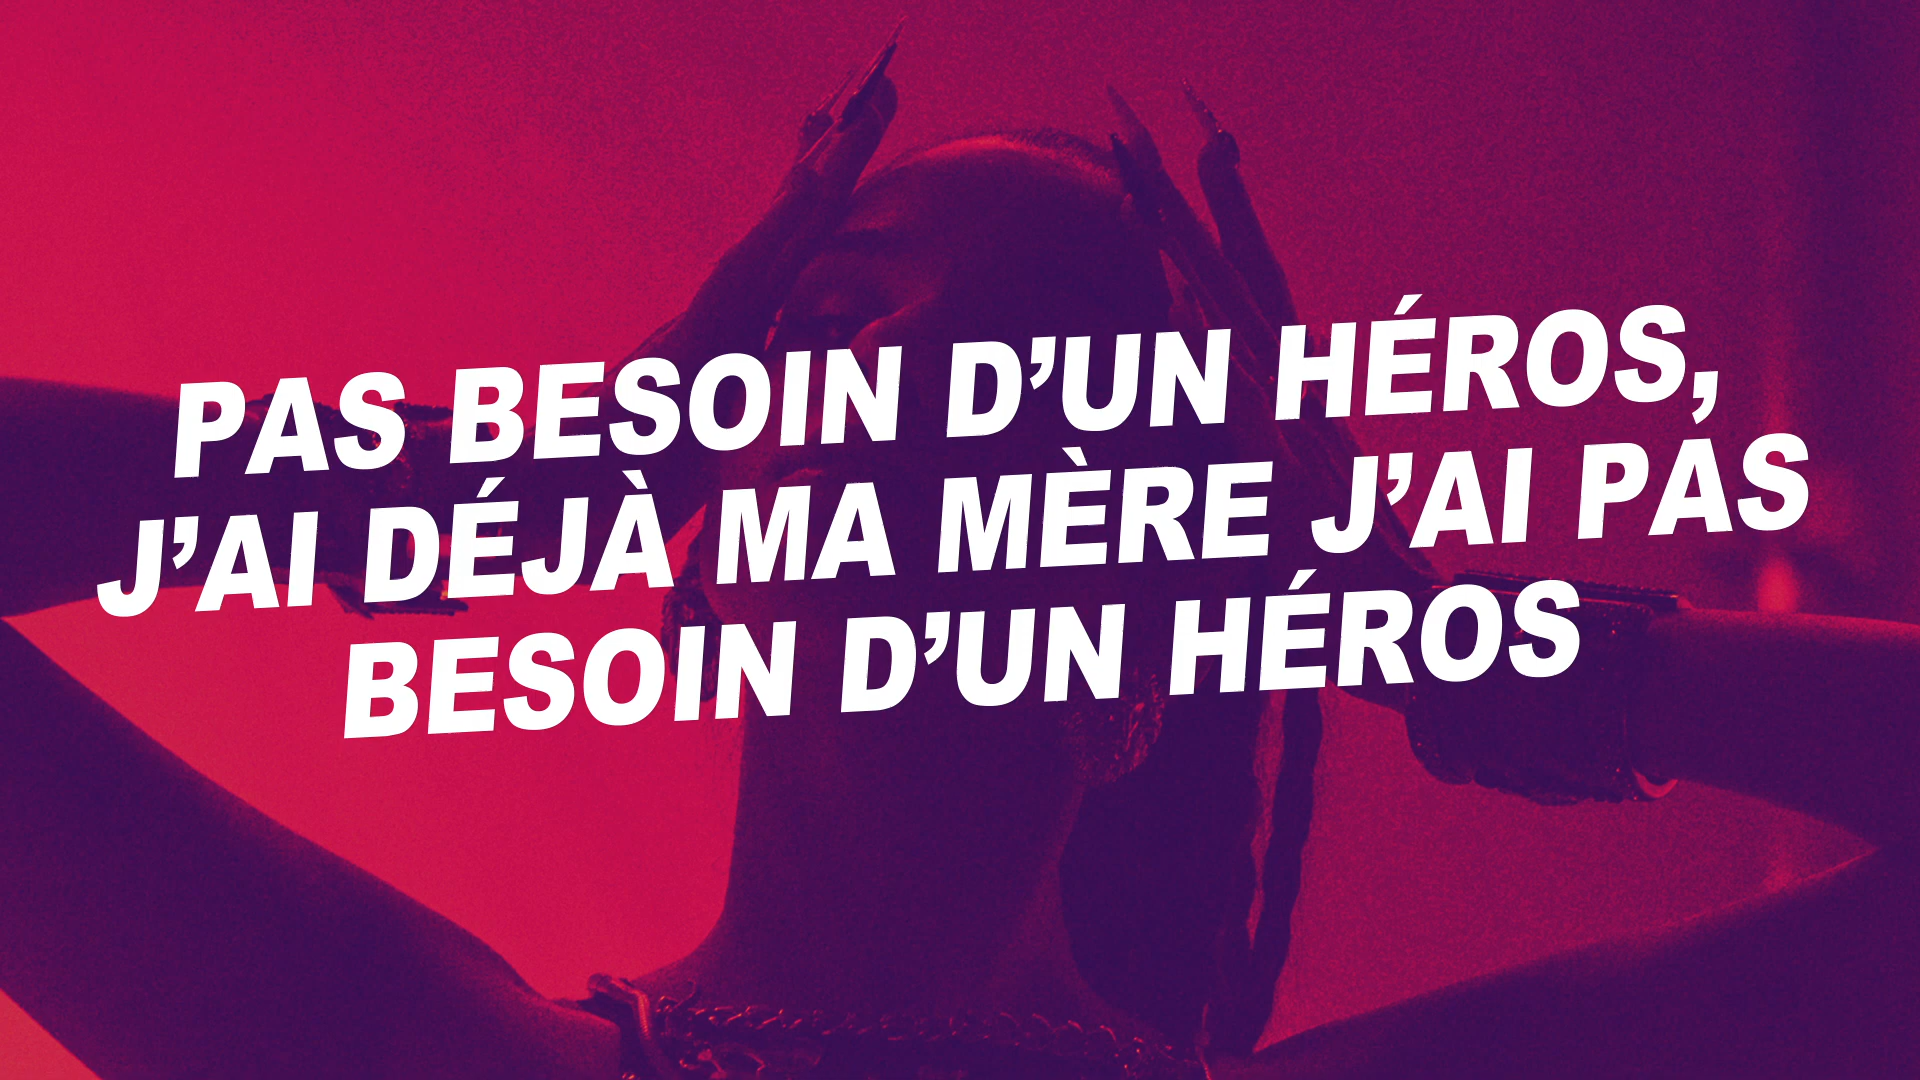 PAS BESOIN D’UN HÉROS,
J’AI DÉJÀ MA MÈRE J’AI PAS
BESOIN D’UN HÉROS